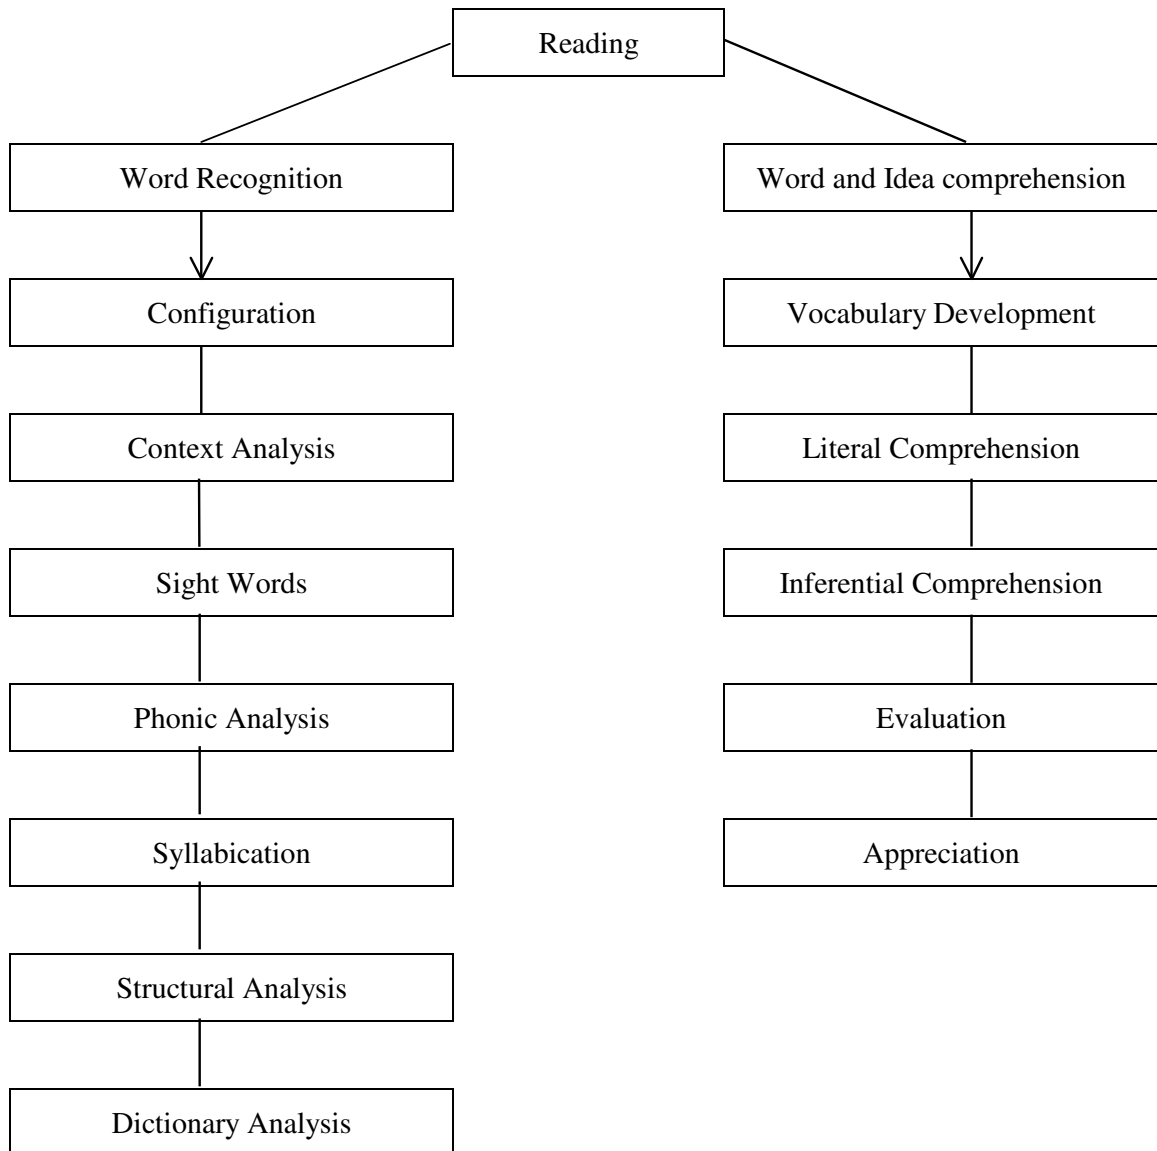 Reading
Word Recognition
Word and Idea comprehension
Configuration
Vocabulary Development
Context Analysis
Literal Comprehension
Sight Words
Inferential Comprehension
Phonic Analysis
Evaluation
Syllabication
Appreciation
Structural Analysis
Dictionary Analysis